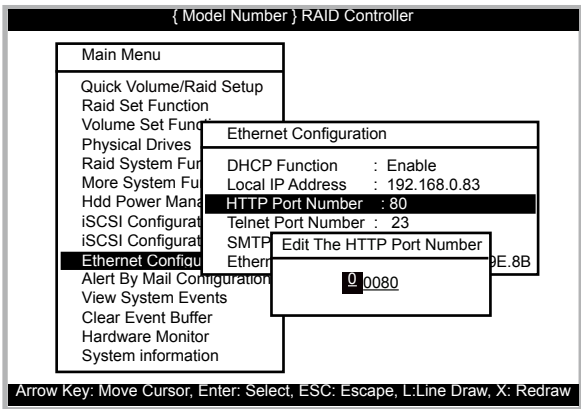 { Model Number } RAID Controller
Main Menu
Quick Volume/Raid Setup
Raid Set Function
Volume Set Func
Physical Drives
Raid System Fun
More System Fu
Hdd Power Mana
iSCSI Configurat
iSCSI Configurat
Ethernet Configu
Alert By Mail Configuration
View System Events
Clear Event Buffer
Hardware Monitor
System information
Ethernet Configuration
DHCP Function : Enable
Local IP Address : 192.168.0.83
HTTP Port Number : 80
Telnet Port Number : 23
SMTP
Ethern 9E.8B
Edit The HTTP Port Number
0 0080
Arrow Key: Move Cursor, Enter: Select, ESC: Escape, L:Line Draw, X: Redraw